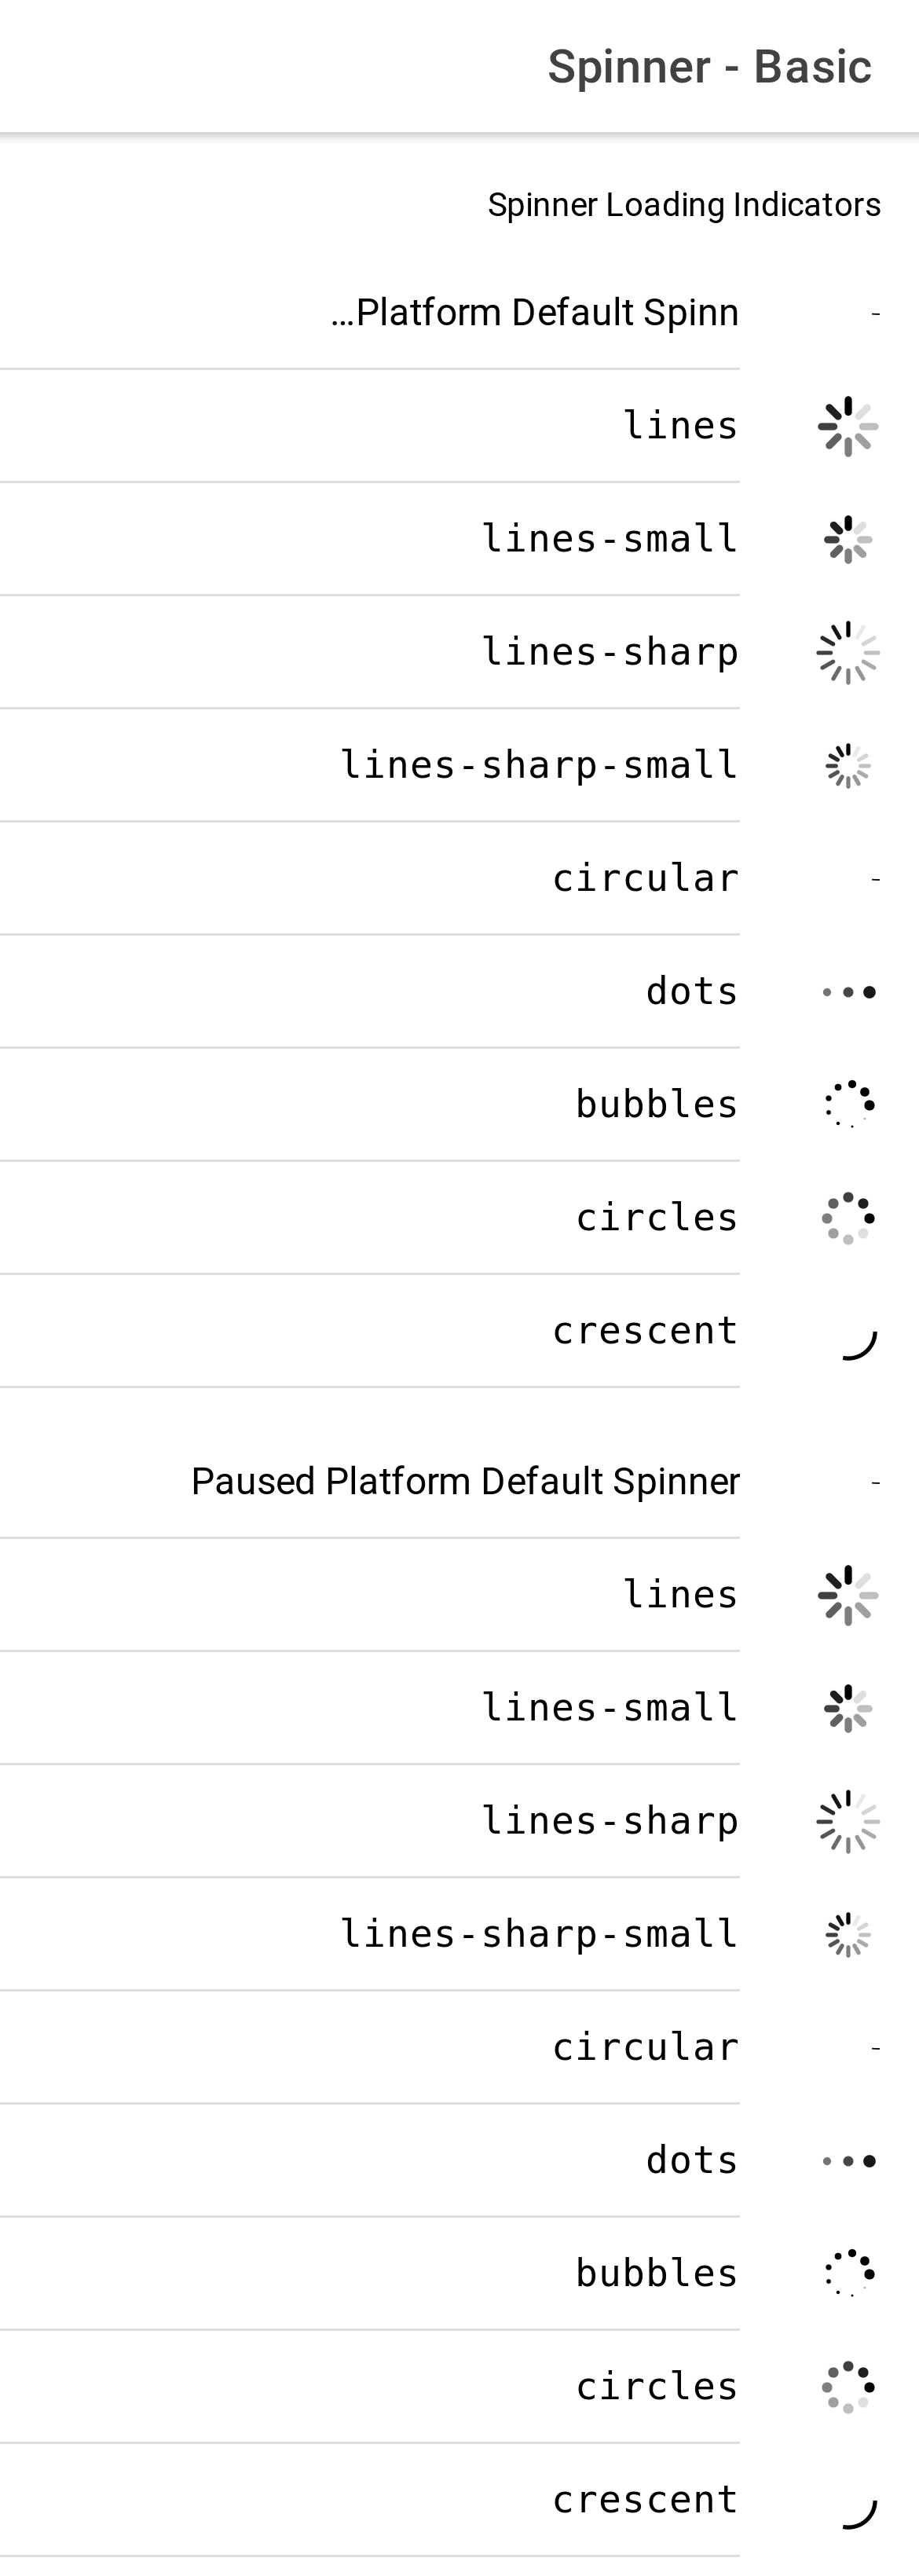 Spinner - Basic
Spinner Loading Indicators
...Platform Default Spinn
lines
lines-small
lines-sharp
lines-sharp-small
circular
dots
bubbles
circles
crescent
Paused Platform Default Spinner
lines
lines-small
lines-sharp
lines-sharp-small
circular
dots
bubbles
circles
crescent